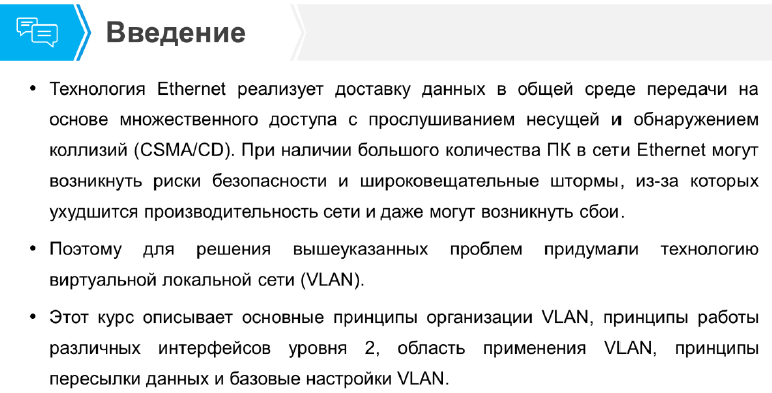 Введение
• Технология Ethernet реализует доставку данных в общей среде передачи на
основе множественного доступа с прослушиванием несущей и обнаружением
коллизий (CSMA/CD). При наличии большого количества ПК в сети Ethernet могут
возникнуть риски безопасности и широковещательные штормы, из-за которых
ухудшится производительность сети и даже могут возникнуть сбои.
• Поэтому для решения вышеуказанных проблем придумали технологию
виртуальной локальной сети (VLAN).
• Этот курс описывает основные принципы организации VLAN, принципы работы
различных интерфейсов уровня 2, область применения VLAN, принципы
пересылки данных и базовые настройки VLAN.